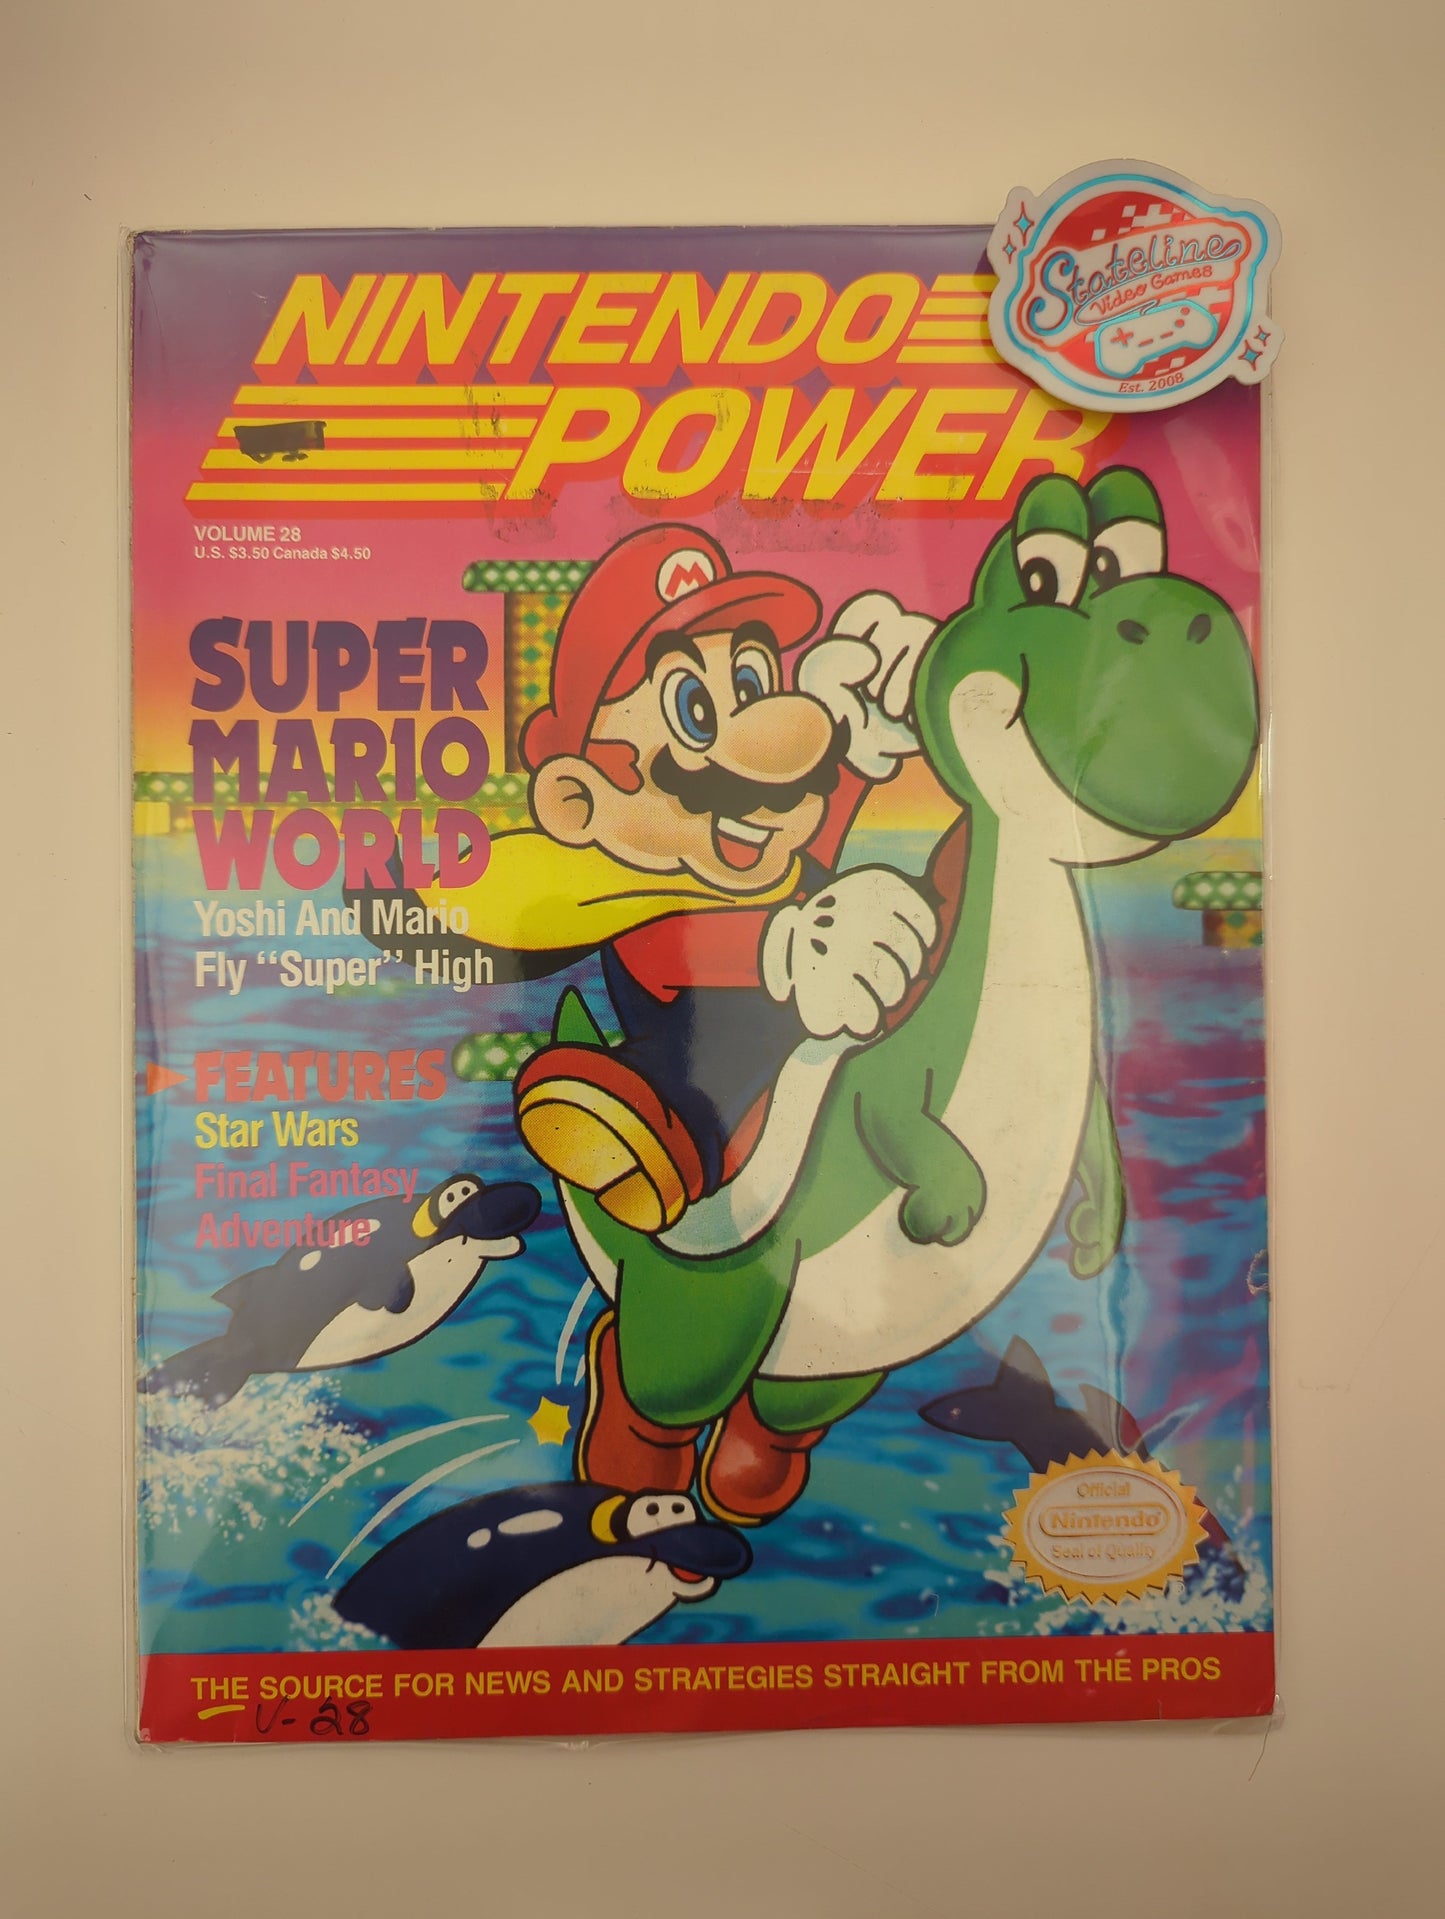 Stateline
Video Games
Est. 2008
NINTENDO
POWER
VOLUME 28
U.S. $3.50 Canada $4.50
M
SUPER
MARIO
WORLD
Yoshi And Mario
Fly “Super” High
FEATURES
Star Wars
Final Fantasy
Adventure
Official
Nintendo
Seal of Quality
THE SOURCE FOR NEWS AND STRATEGIES STRAIGHT FROM THE PROS
V-28